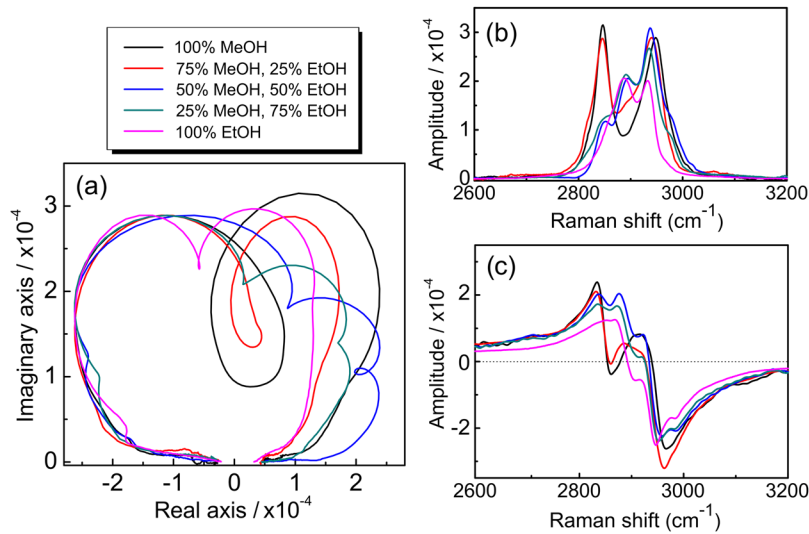 100% MeOH
75% MeOH, 25% EtOH
50% MeOH, 50% EtOH
25% MeOH, 75% EtOH
100% EtOH
(a)
Imaginary axis / x10⁻⁴
3
2
1
0
-2
-1
0
1
2
Real axis / x10⁻⁴
(b)
Amplitude / x10⁻⁴
3
2
1
0
2600
2800
3000
3200
Raman shift (cm⁻¹)
(c)
Amplitude / x10⁻⁴
2
0
-2
2600
2800
3000
3200
Raman shift (cm⁻¹)